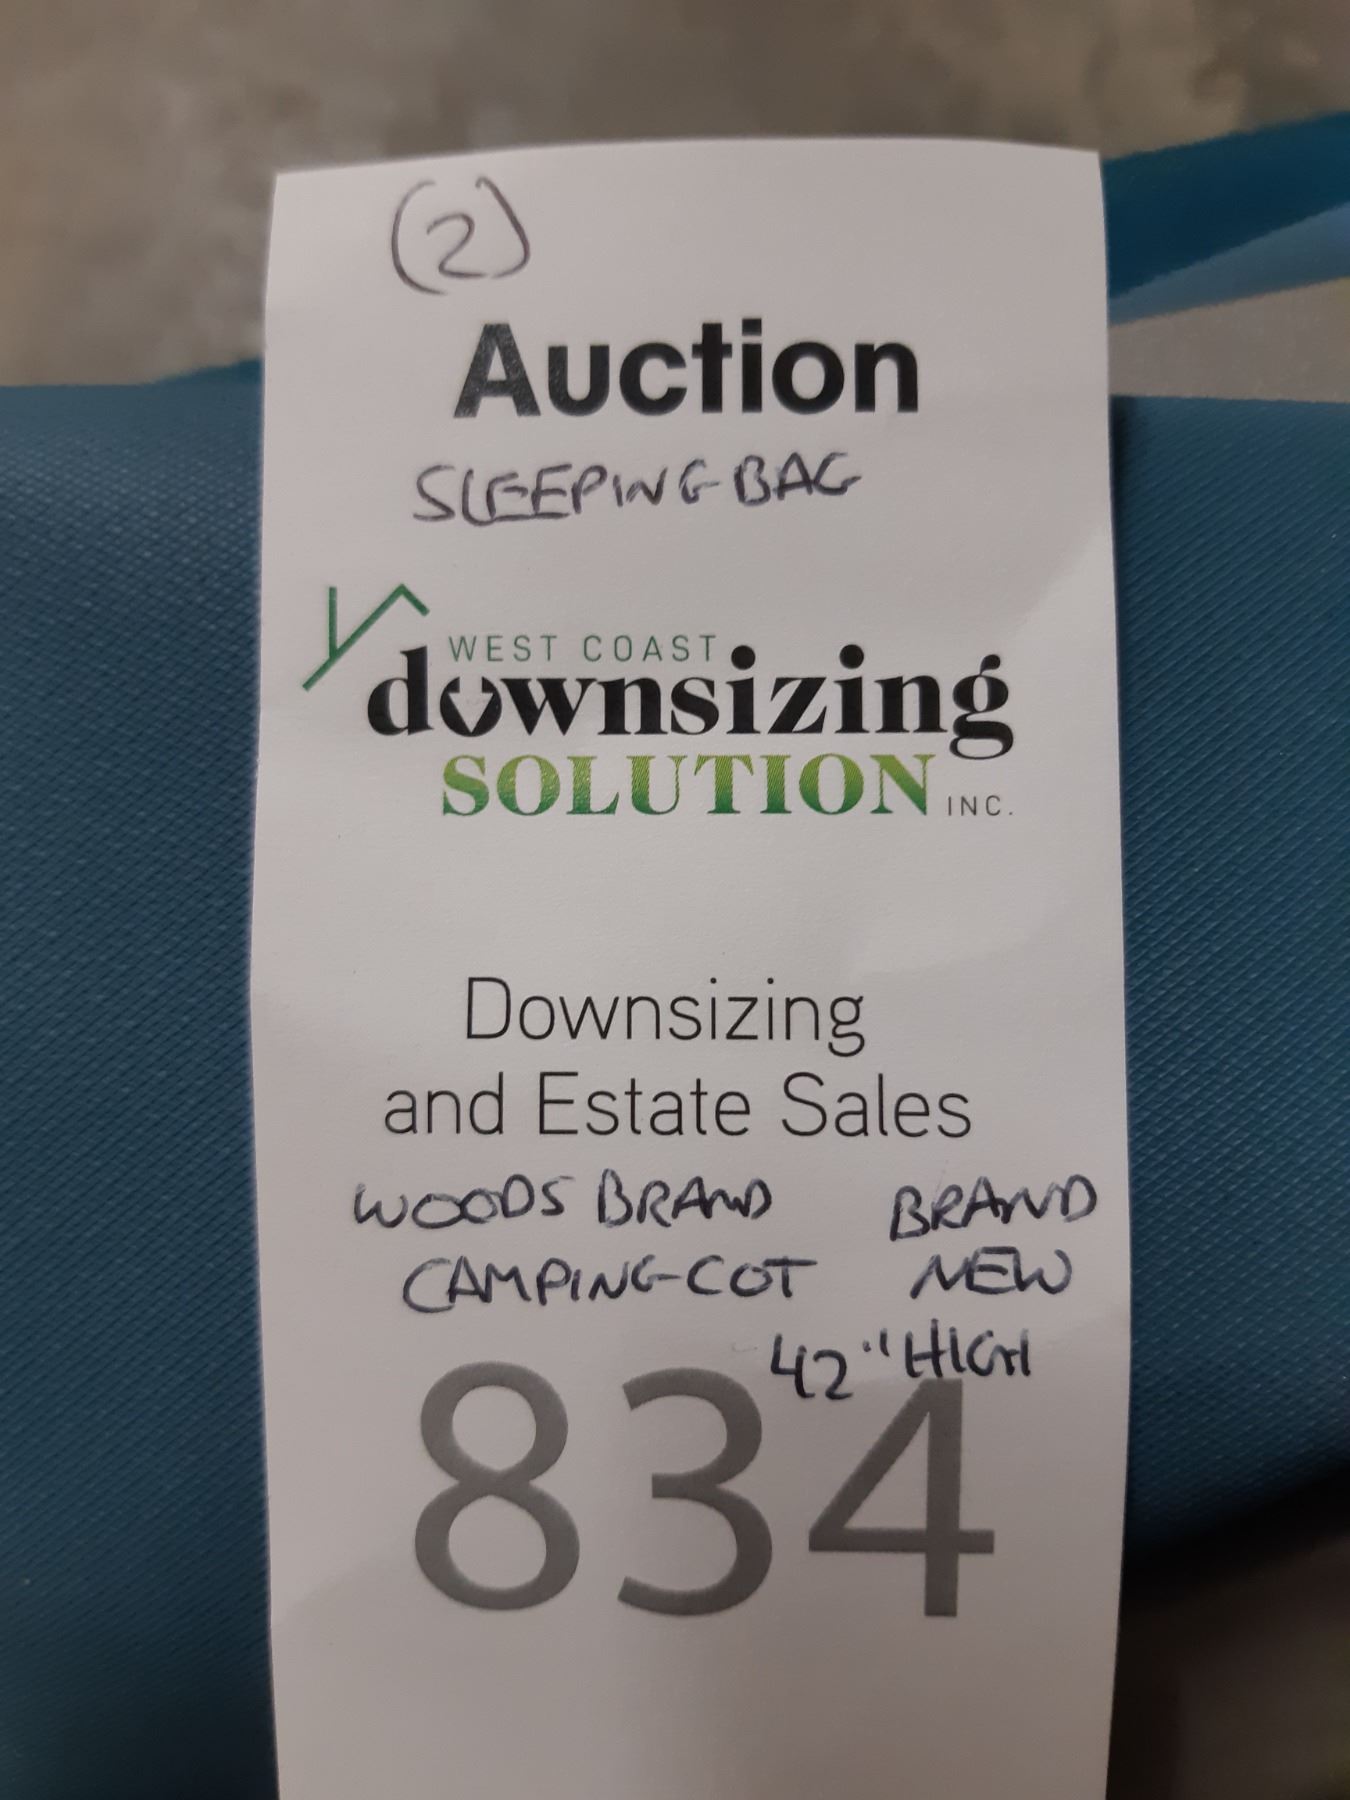 (2)
Auction
SLEEPING BAG
WEST COAST
downsizing
SOLUTION INC.
Downsizing
and Estate Sales
WOODS BRAND BRAND
CAMPING COT NEW
42" HIGH
834